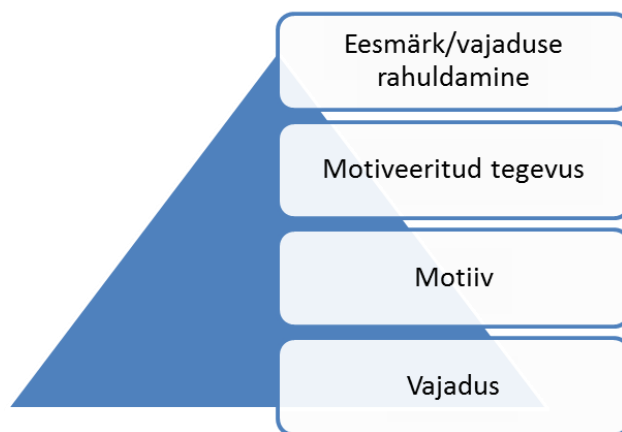 Eesmärk/vajaduse
rahuldamine
Motiveeritud tegevus
Motiiv
Vajadus